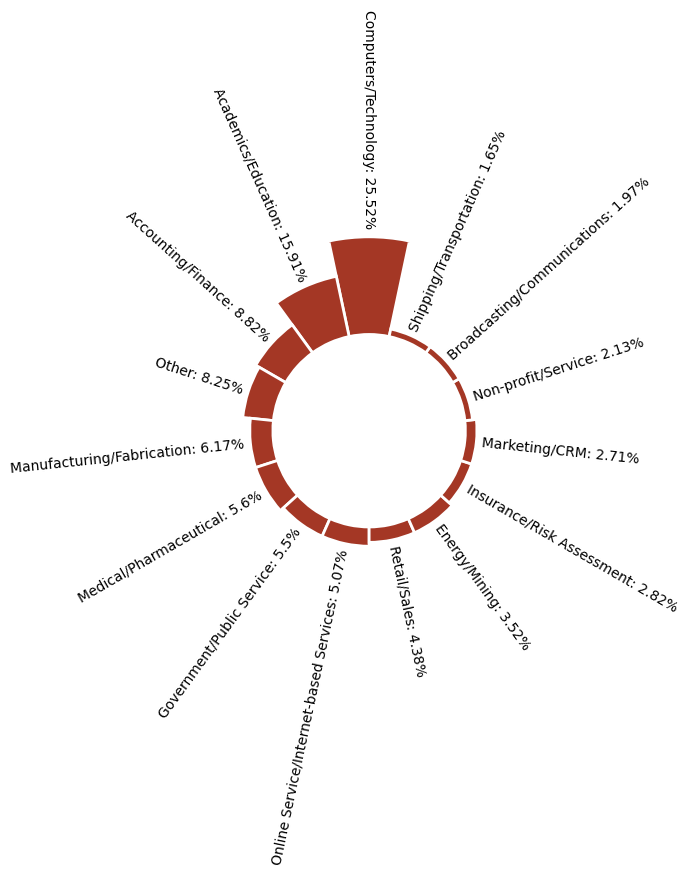 Computers/Technology: 25.52%
Academics/Education: 15.91%
Accounting/Finance: 8.82%
Other: 8.25%
Manufacturing/Fabrication: 6.17%
Medical/Pharmaceutical: 5.6%
Government/Public Service: 5.5%
Online Service/Internet-based Services: 5.07%
Retail/Sales: 4.38%
Energy/Mining: 3.52%
Insurance/Risk Assessment: 2.82%
Marketing/CRM: 2.71%
Non-profit/Service: 2.13%
Broadcasting/Communications: 1.97%
Shipping/Transportation: 1.65%